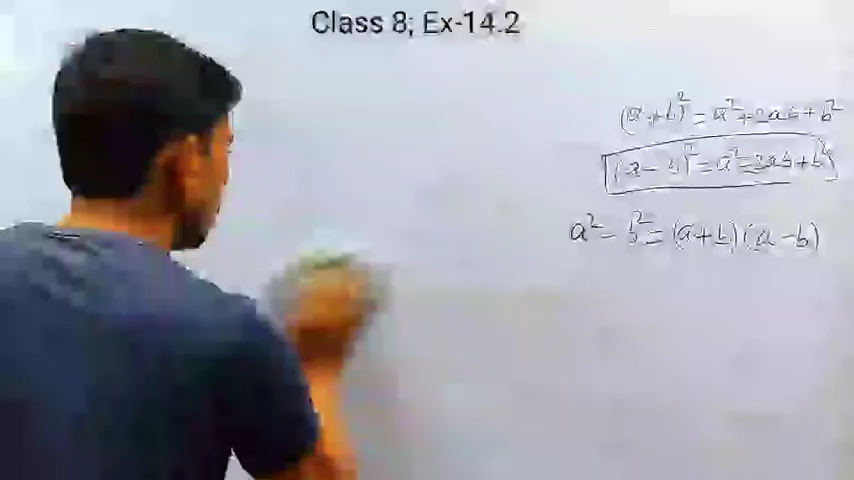 Class 8; Ex-14.2
(a+b)² = a²+2ab+b²
(a-b)² = a²-2ab+b²
a² - b² = (a+b)(a-b)